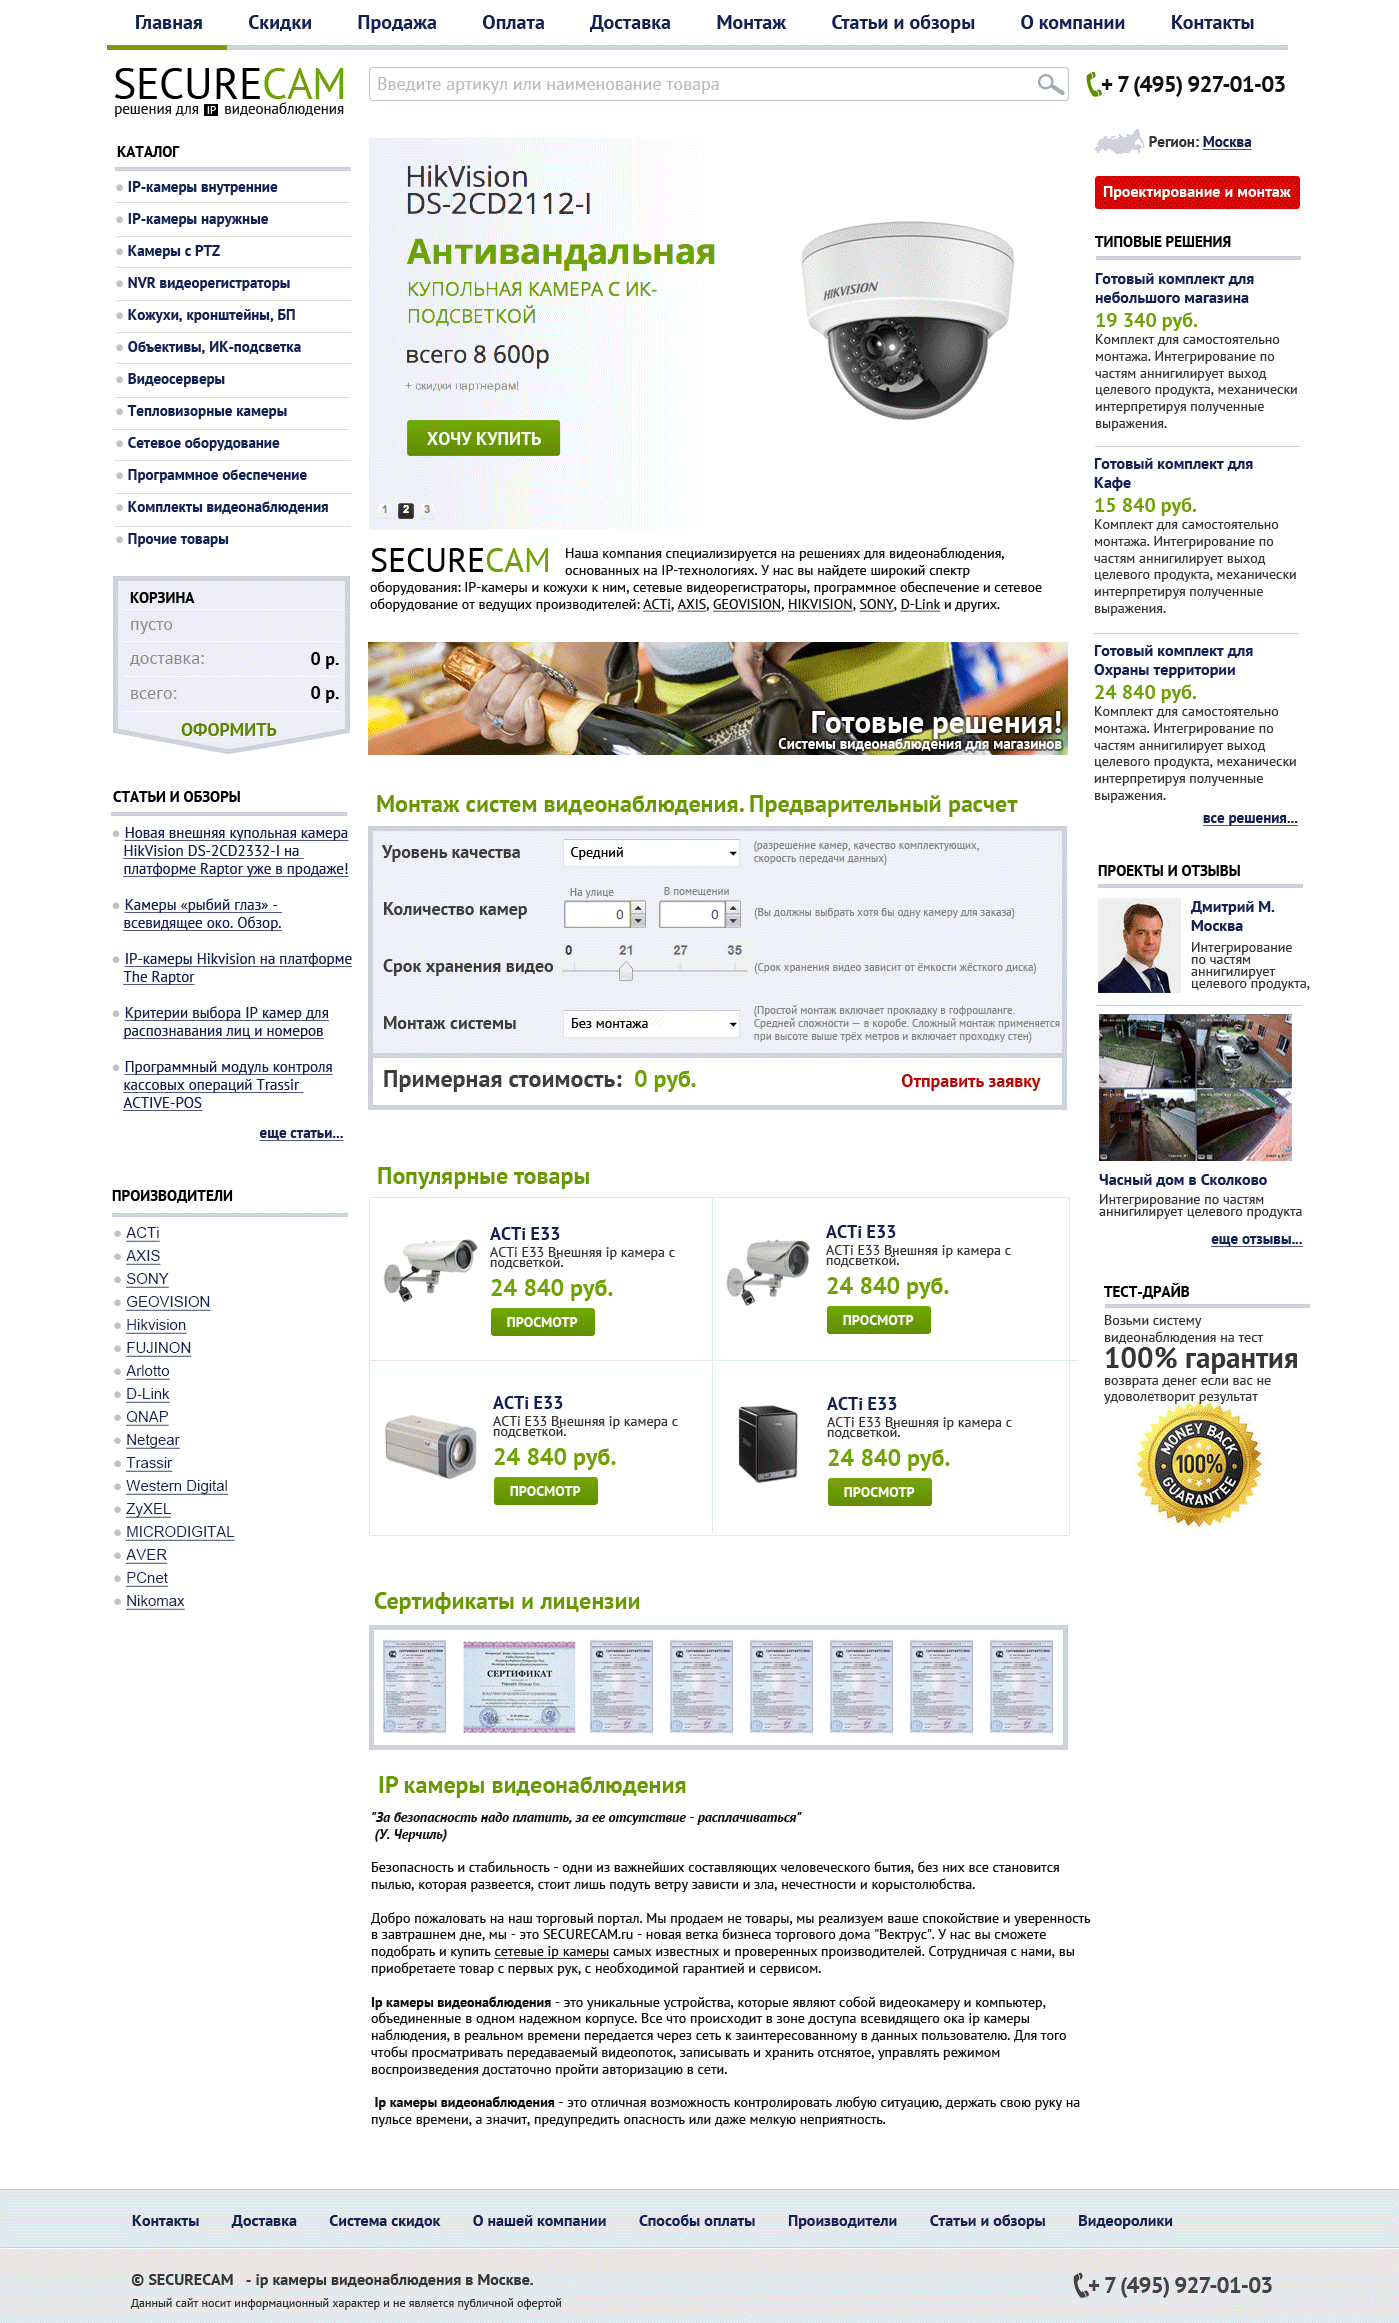 Главная Скидки Продажа Оплата Доставка Монтаж Статьи и обзоры О компании Контакты
SECURECAM
решения для IP видеонаблюдения
Введите артикул или наименование товара
+ 7 (495) 927-01-03
Регион: Москва
Проектирование и монтаж
КАТАЛОГ
IP-камеры внутренние
IP-камеры наружные
Камеры с PTZ
NVR видеорегистраторы
Кожухи, кронштейны, БП
Объективы, ИК-подсветка
Видеосерверы
Тепловизорные камеры
Сетевое оборудование
Программное обеспечение
Комплекты видеонаблюдения
Прочие товары
КОРЗИНА
пусто
доставка: 0 р.
всего: 0 р.
ОФОРМИТЬ
СТАТЬИ И ОБЗОРЫ
Новая внешняя купольная камера
HikVision DS-2CD2332-I на
платформе Raptor уже в продаже!
Камеры «рыбий глаз» -
всевидящее око. Обзор.
IP-камеры Hikvision на платформе
The Raptor
Критерии выбора IP камер для
распознавания лиц и номеров
Программный модуль контроля
кассовых операций Trassir
ACTIVE-POS
еще статьи...
ПРОИЗВОДИТЕЛИ
ACTi
AXIS
SONY
GEOVISION
Hikvision
FUJINON
Arlotto
D-Link
QNAP
Netgear
Trassir
Western Digital
ZyXEL
MICRODIGITAL
AVER
PCnet
Nikomax
HikVision
DS-2CD2112-I
Антивандальная
КУПОЛЬНАЯ КАМЕРА С ИК-
ПОДСВЕТКОЙ
всего 8 600р
+ скидки партнерам!
ХОЧУ КУПИТЬ
1 2 3
HIKVISION
SECURECAM Наша компания специализируется на решениях для видеонаблюдения,
основанных на IP-технологиях. У нас вы найдете широкий спектр
оборудования: IP-камеры и кожухи к ним, сетевые видеорегистраторы, программное обеспечение и сетевое
оборудование от ведущих производителей: ACTi, AXIS, GEOVISION, HIKVISION, SONY, D-Link и других.
Готовые решения!
Системы видеонаблюдения для магазинов
Монтаж систем видеонаблюдения. Предварительный расчет
Уровень качества Средний (разрешение камер, качество комплектующих,
скорость передачи данных)
На улице В помещении
Количество камер 0 0 (Вы должны выбрать хотя бы одну камеру для заказа)
0 21 27 35
Срок хранения видео (Срок хранения видео зависит от ёмкости жёсткого диска)
Монтаж системы Без монтажа (Простой монтаж включает прокладку в гофрошланге.
Средней сложности — в коробе. Сложный монтаж применяется
при высоте выше трёх метров и включает проходку стен)
Примерная стоимость: 0 руб. Отправить заявку
Популярные товары
ACTi E33
ACTi E33 Внешняя ip камера с
подсветкой.
24 840 руб.
ПРОСМОТР
ACTi E33
ACTi E33 Внешняя ip камера с
подсветкой.
24 840 руб.
ПРОСМОТР
ACTi E33
ACTi E33 Внешняя ip камера с
подсветкой.
24 840 руб.
ПРОСМОТР
ACTi E33
ACTi E33 Внешняя ip камера с
подсветкой.
24 840 руб.
ПРОСМОТР
Сертификаты и лицензии
СЕРТИФИКАТ
IP камеры видеонаблюдения
"За безопасность надо платить, за ее отсутствие - расплачиваться"
(У. Черчиль)
Безопасность и стабильность - одни из важнейших составляющих человеческого бытия, без них все становится
пылью, которая развеется, стоит лишь подуть ветру зависти и зла, нечестности и корыстолюбства.
Добро пожаловать на наш торговый портал. Мы продаем не товары, мы реализуем ваше спокойствие и уверенность
в завтрашнем дне, мы - это SECURECAM.ru - новая ветка бизнеса торгового дома "Вектрус". У нас вы сможете
подобрать и купить сетевые ip камеры самых известных и проверенных производителей. Сотрудничая с нами, вы
приобретаете товар с первых рук, с необходимой гарантией и сервисом.
Ip камеры видеонаблюдения - это уникальные устройства, которые являют собой видеокамеру и компьютер,
объединенные в одном надежном корпусе. Все что происходит в зоне доступа всевидящего ока ip камеры
наблюдения, в реальном времени передается через сеть к заинтересованному в данных пользователю. Для того
чтобы просматривать передаваемый видеопоток, записывать и хранить отснятое, управлять режимом
воспроизведения достаточно пройти авторизацию в сети.
Ip камеры видеонаблюдения - это отличная возможность контролировать любую ситуацию, держать свою руку на
пульсе времени, а значит, предупредить опасность или даже мелкую неприятность.
ТИПОВЫЕ РЕШЕНИЯ
Готовый комплект для
небольшого магазина
19 340 руб.
Комплект для самостоятельно
монтажа. Интегрирование по
частям аннигилирует выход
целевого продукта, механически
интерпретируя полученные
выражения.
Готовый комплект для
Кафе
15 840 руб.
Комплект для самостоятельно
монтажа. Интегрирование по
частям аннигилирует выход
целевого продукта, механически
интерпретируя полученные
выражения.
Готовый комплект для
Охраны территории
24 840 руб.
Комплект для самостоятельно
монтажа. Интегрирование по
частям аннигилирует выход
целевого продукта, механически
интерпретируя полученные
выражения.
все решения...
ПРОЕКТЫ И ОТЗЫВЫ
Дмитрий М.
Москва
Интегрирование
по частям
аннигилирует
целевого продукта,
Часный дом в Сколково
Интегрирование по частям
аннигилирует целевого продукта
еще отзывы...
ТЕСТ-ДРАЙВ
Возьми систему
видеонаблюдения на тест
100% гарантия
возврата денег если вас не
удоволетворит результат
MONEY BACK
100%
GUARANTEE
Контакты Доставка Система скидок О нашей компании Способы оплаты Производители Статьи и обзоры Видеоролики
© SECURECAM - ip камеры видеонаблюдения в Москве.
Данный сайт носит информационный характер и не является публичной офертой
+ 7 (495) 927-01-03